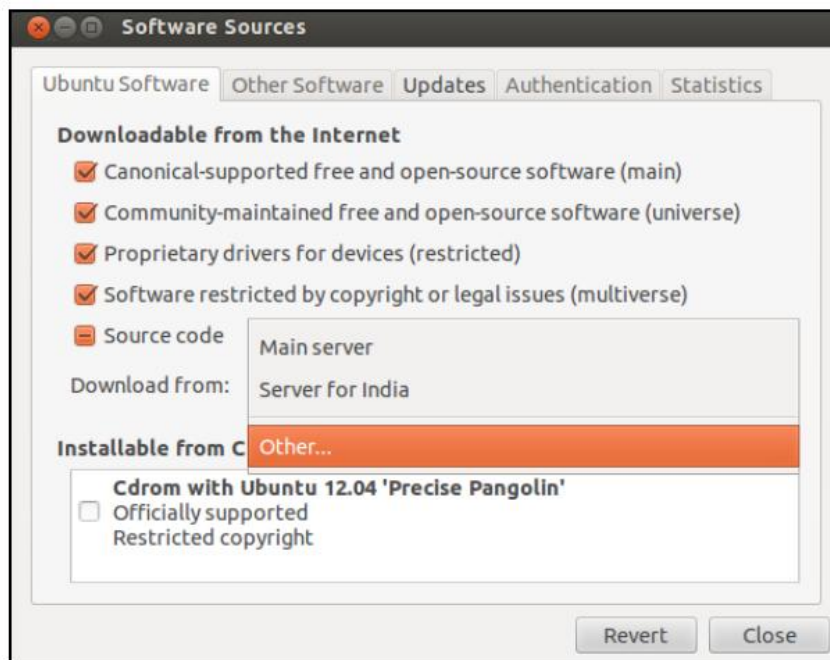 Software Sources
Ubuntu Software Other Software Updates Authentication Statistics
Downloadable from the Internet
Canonical-supported free and open-source software (main)
Community-maintained free and open-source software (universe)
Proprietary drivers for devices (restricted)
Software restricted by copyright or legal issues (multiverse)
Source code
Main server
Download from:
Server for India
Other...
Installable from C
Cdrom with Ubuntu 12.04 'Precise Pangolin'
Officially supported
Restricted copyright
Revert Close